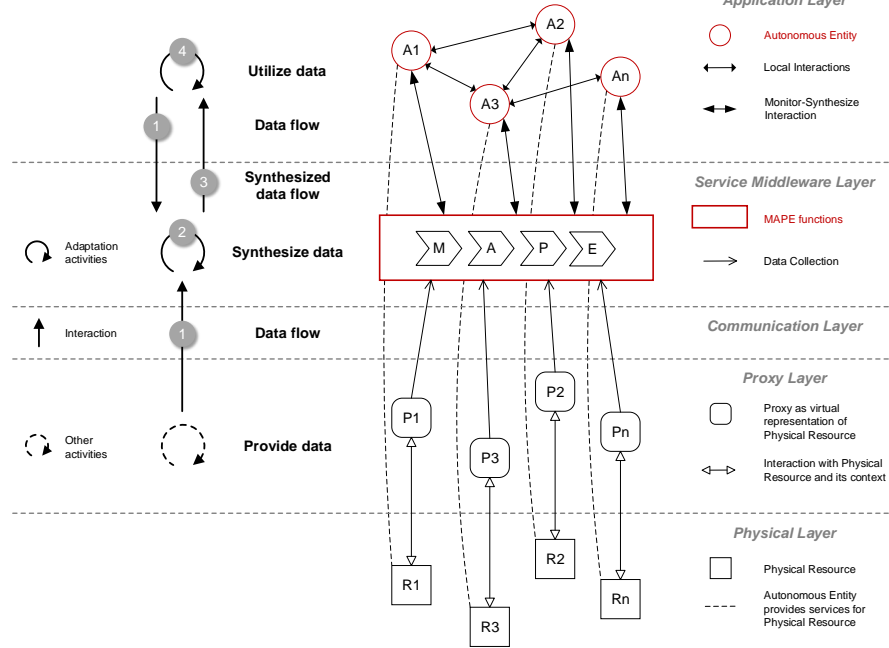 Application Layer
A2
A1
4
Autonomous Entity
Utilize data
An
Local Interactions
A3
Monitor-Synthesize
Interaction
1
Data flow
3
Synthesized
data flow
Service Middleware Layer
MAPE functions
2
Adaptation
activities
Synthesize data
M
A
P
E
Data Collection
Interaction
1
Data flow
Communication Layer
Proxy Layer
P2
P1
Proxy as virtual
representation of
Physical Resource
Pn
Other
activities
Provide data
P3
Interaction with Physical
Resource and its context
Physical Layer
R2
R1
Physical Resource
Rn
Autonomous Entity
provides services for
Physical Resource
R3